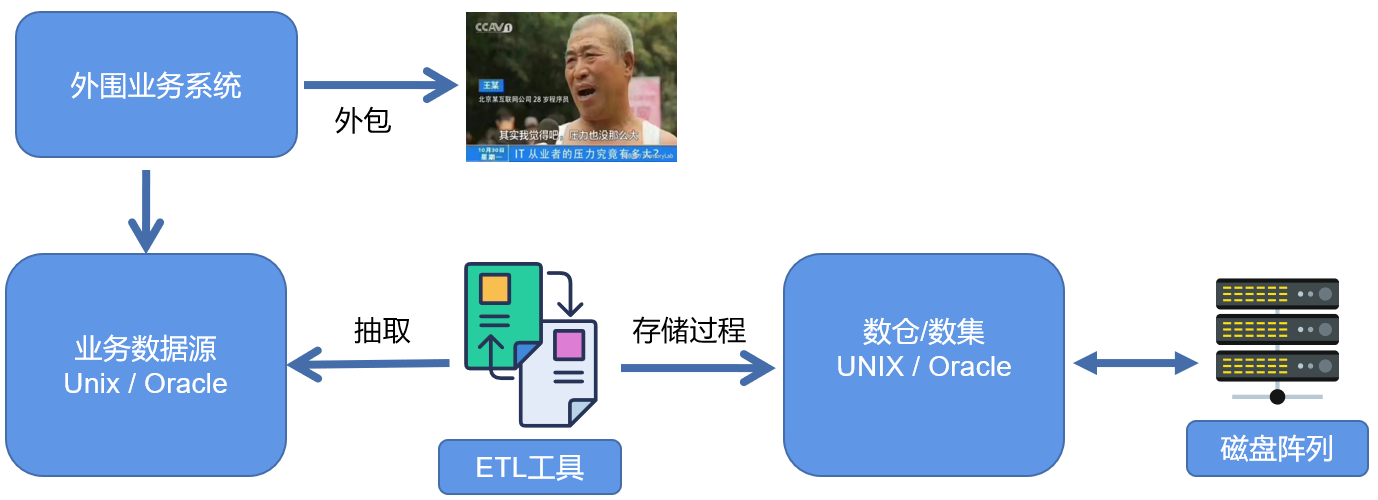 外围业务系统
外包
CCAV1
王某
北京某互联网公司 28 岁程序员
其实我觉得吧，压力也没那么大
10月30日
星期一
IT 从业者的压力究竟有多大?
业务数据源
Unix / Oracle
抽取
ETL工具
存储过程
数仓/数集
UNIX / Oracle
磁盘阵列